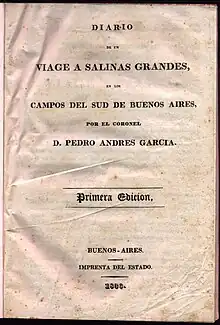 DIARIO
DE UN
VIAGE A SALINAS GRANDES,
EN LOS
CAMPOS DEL SUD DE BUENOS AIRES,
POR EL CORONEL
D. PEDRO ANDRES GARCIA.
Primera Edicion.
BUENOS-AIRES.
IMPRENTA DEL ESTADO.